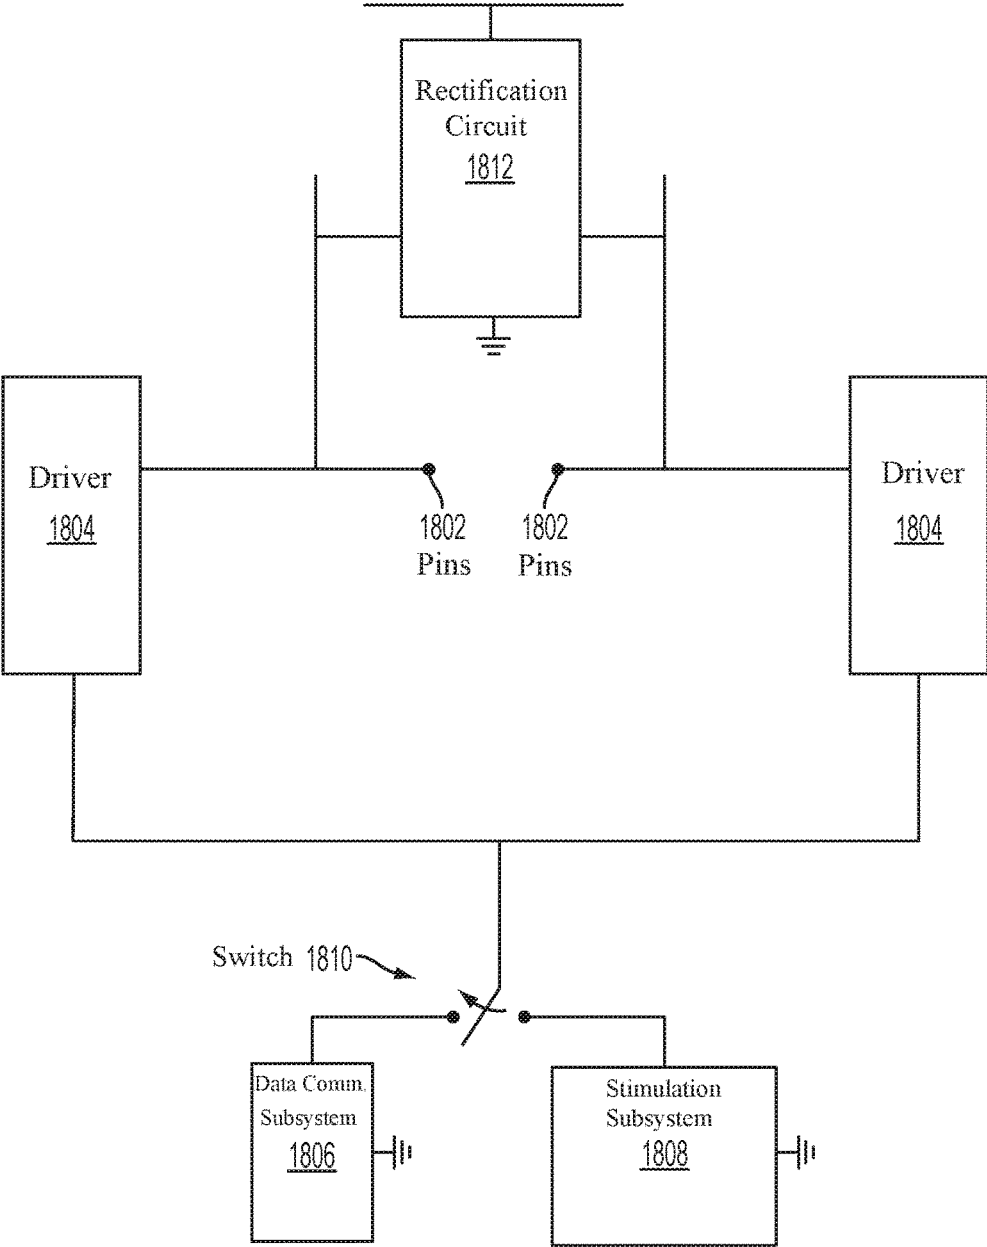 Rectification
Circuit
1812
Driver
1804
Driver
1804
1802
Pins
1802
Pins
Switch 1810
Data Comm.
Subsystem
1806
Stimulation
Subsystem
1808